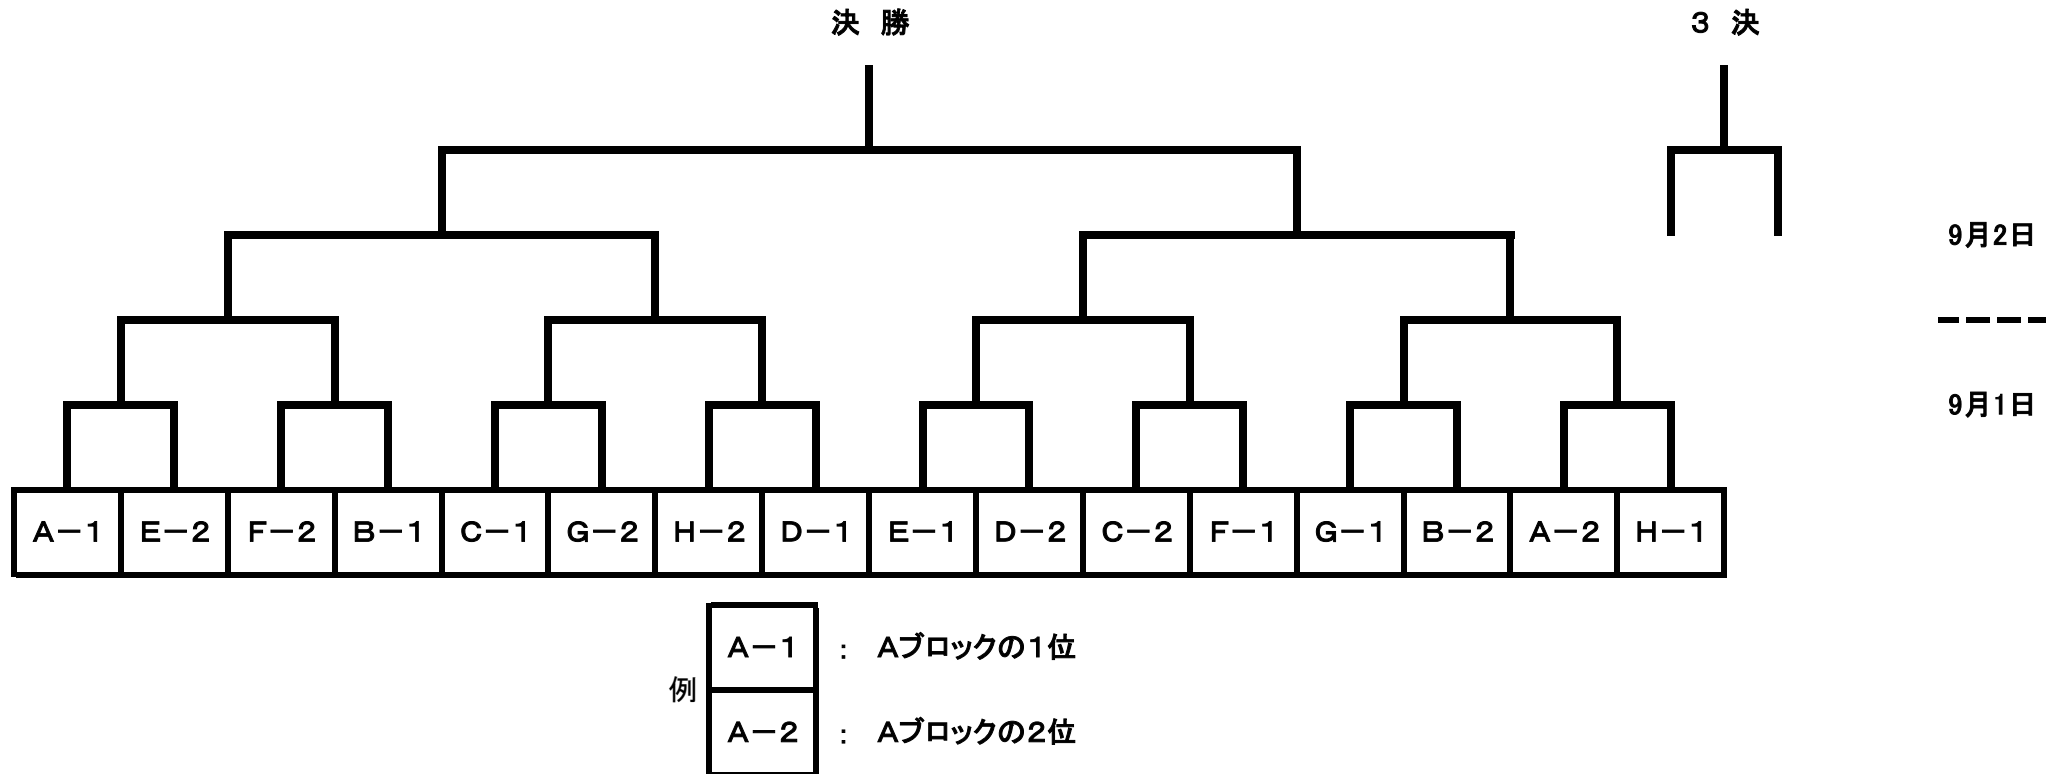 決 勝 3 決
9月2日
9月1日
A-1 E-2 F-2 B-1 C-1 G-2 H-2 D-1 E-1 D-2 C-2 F-1 G-1 B-2 A-2 H-1
A-1 : Aブロックの1位
例
A-2 : Aブロックの2位